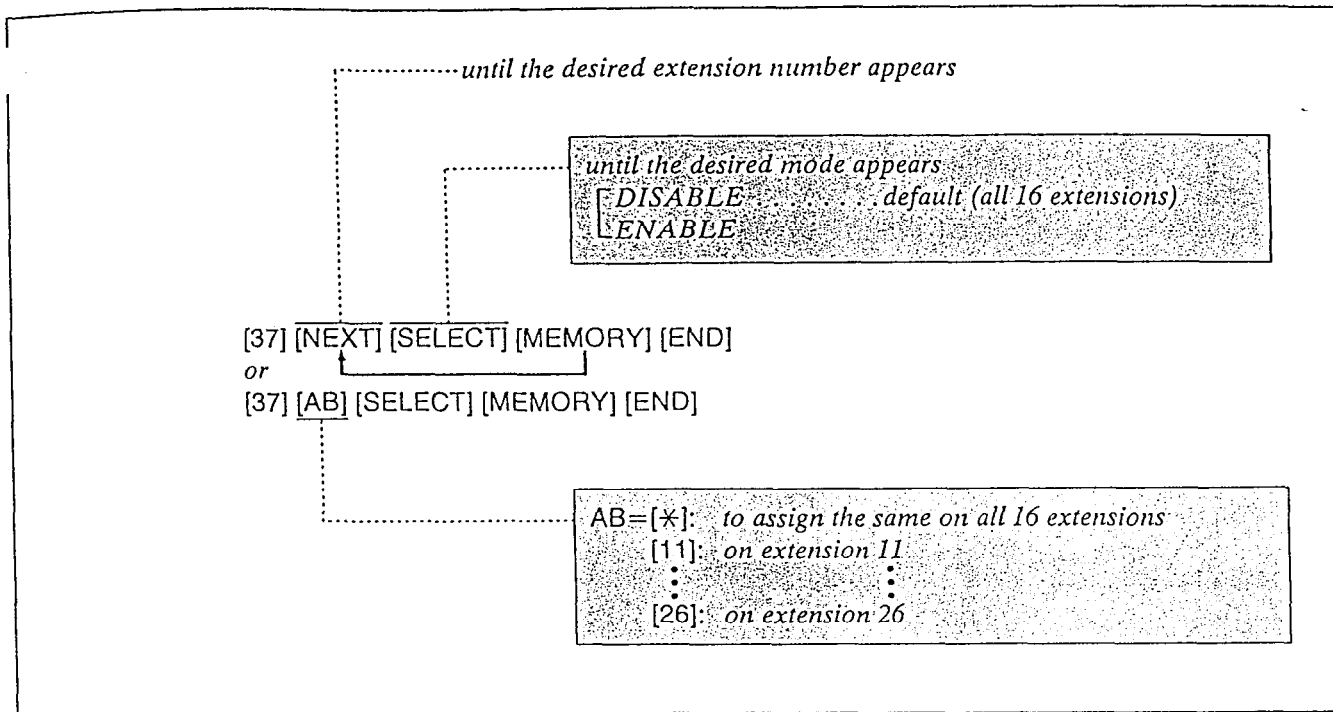 until the desired extension number appears
until the desired mode appears
DISABLE ........ default (all 16 extensions)
ENABLE
[37] [NEXT] [SELECT] [MEMORY] [END]
or
[37] [AB] [SELECT] [MEMORY] [END]
AB=[*]: to assign the same on all 16 extensions
[11]: on extension 11
[26]: on extension 26